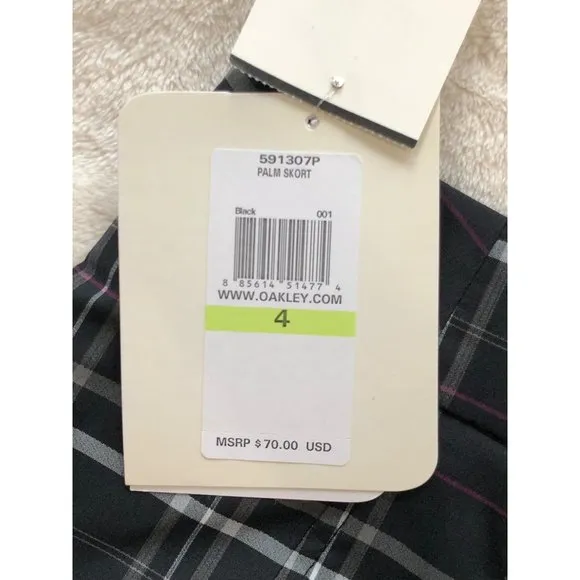 591307P
PALM SKORT
Black 001
8 85614 51477 4
WWW.OAKLEY.COM
4
MSRP $70.00 USD